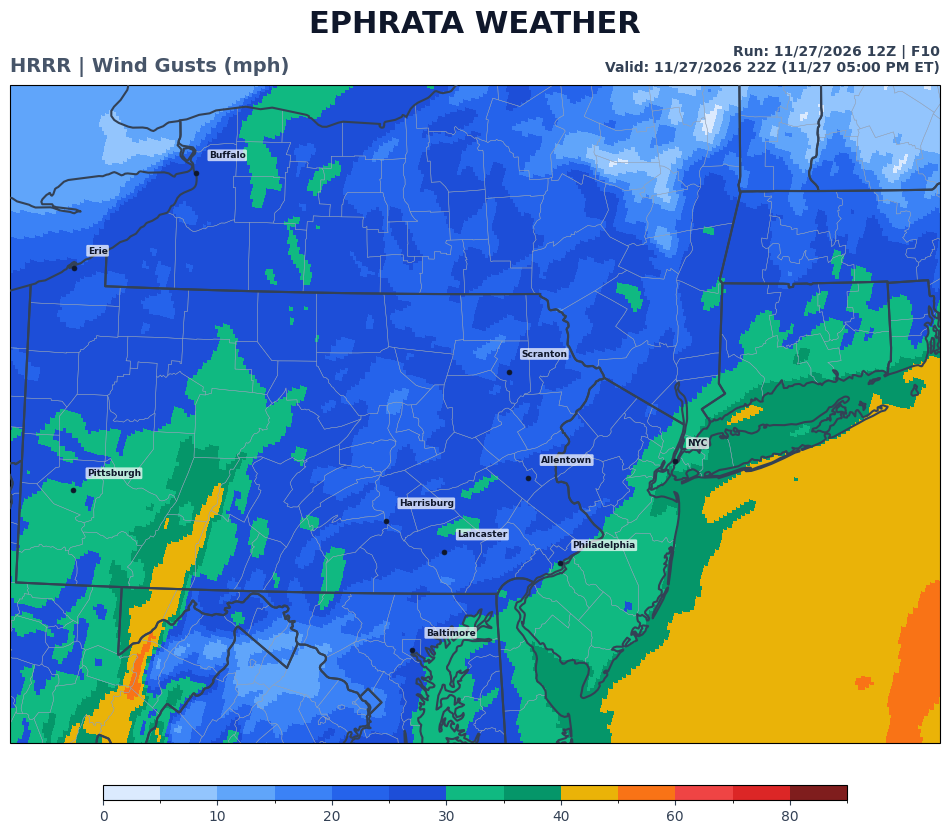 EPHRATA WEATHER
Run: 11/27/2026 12Z | F10
HRRR | Wind Gusts (mph)
Valid: 11/27/2026 22Z (11/27 05:00 PM ET)
Buffalo
Erie
Scranton
NYC
Allentown
Pittsburgh
Harrisburg
Lancaster
Philadelphia
Baltimore
0 10 20 30 40 50 60 70 80